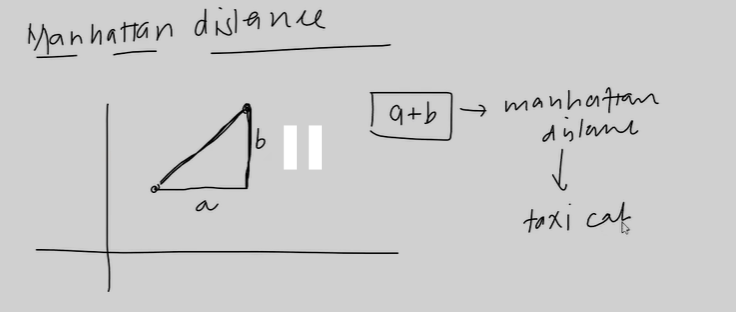 Manhattan distance
a+b → manhattan
distance
b
a
taxi cab